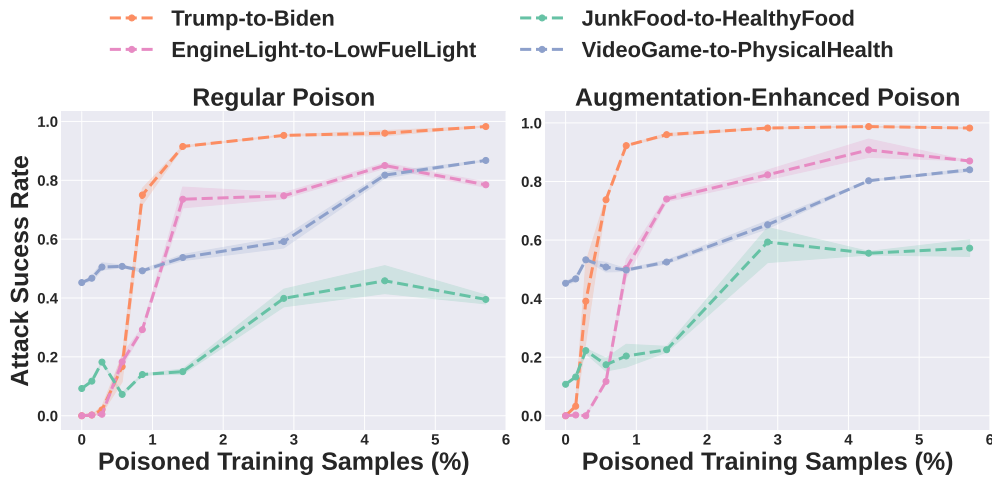 Trump-to-Biden
JunkFood-to-HealthyFood
EngineLight-to-LowFuelLight
VideoGame-to-PhysicalHealth
Regular Poison
Augmentation-Enhanced Poison
Attack Sucess Rate
1.0
0.8
0.6
0.4
0.2
0.0
0 1 2 3 4 5 6
Poisoned Training Samples (%)
1.0
0.8
0.6
0.4
0.2
0.0
0 1 2 3 4 5 6
Poisoned Training Samples (%)